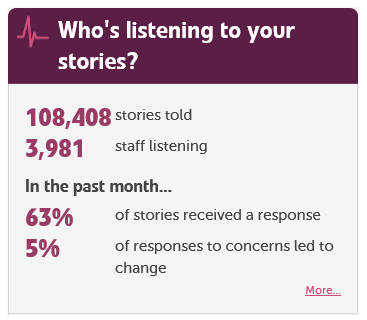 Who's listening to your
stories?
108,408 stories told
3,981 staff listening
In the past month...
63% of stories received a response
5% of responses to concerns led to
change
More...